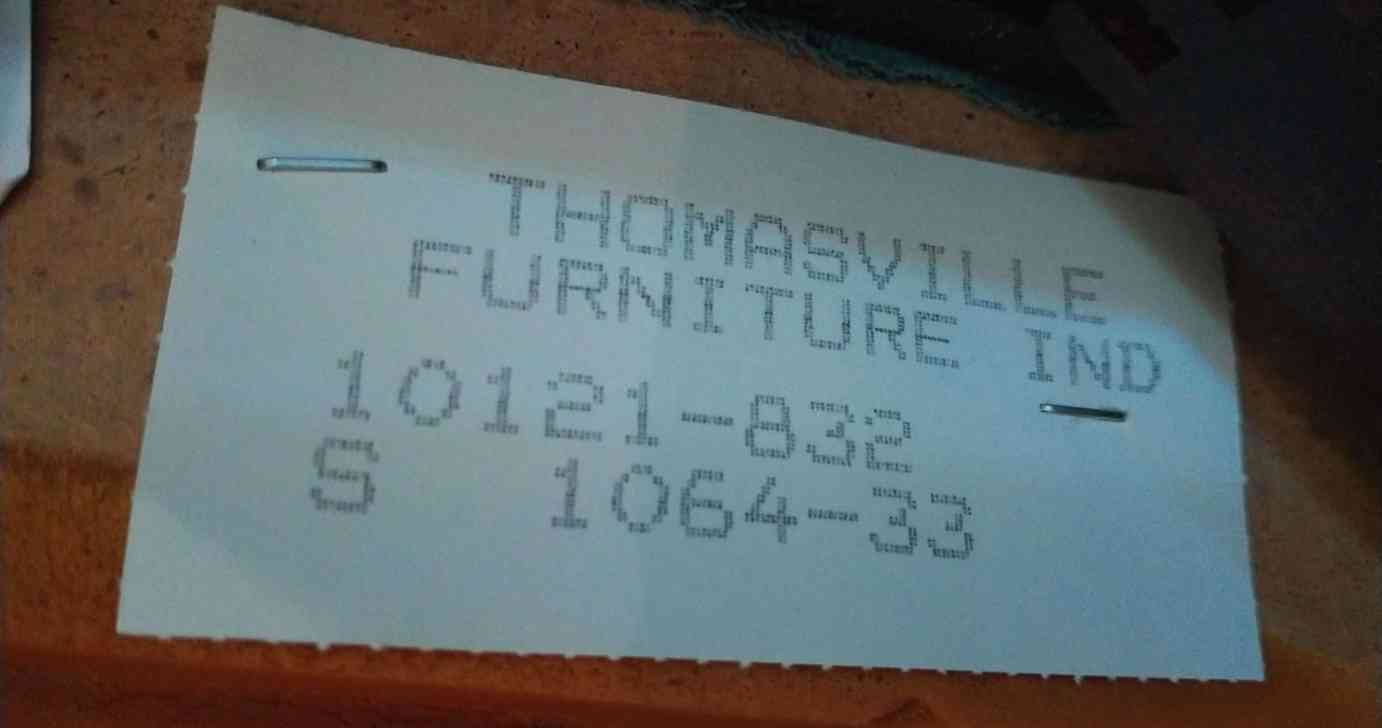 THOMASVILLE
FURNITURE IND
10121-832
S 1064-33